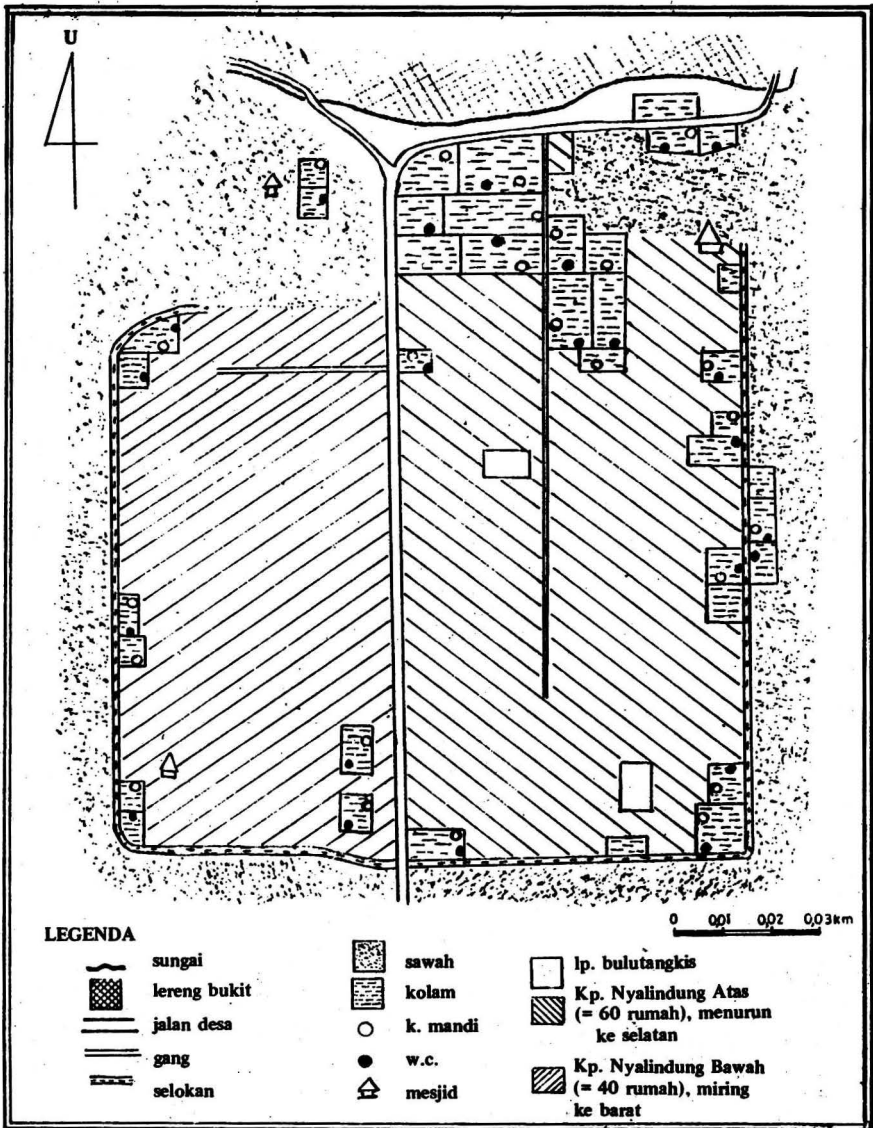 U
0 0,01 0,02 0,03km
LEGENDA
sungai
lereng bukit
jalan desa
gang
selokan
sawah
kolam
k. mandi
w.c.
mesjid
lp. bulutangkis
Kp. Nyalindung Atas
(= 60 rumah), menurun
ke selatan
Kp. Nyalindung Bawah
(= 40 rumah), miring
ke barat